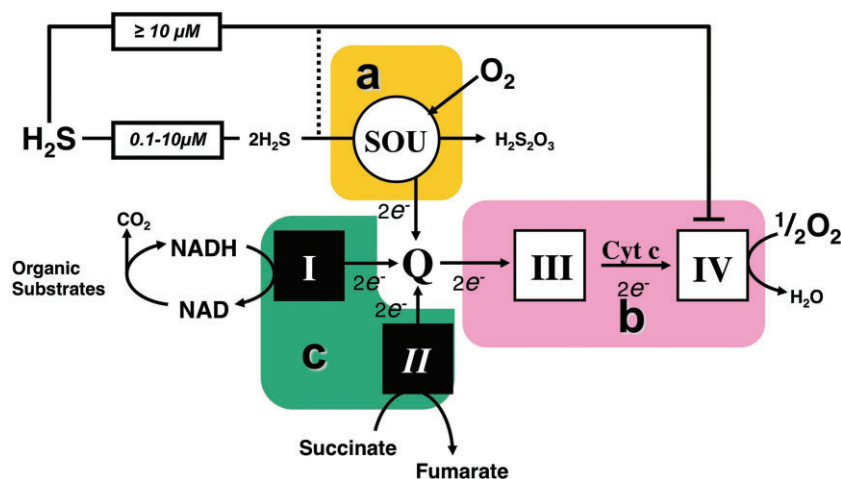 ≥ 10 µM
a
O₂
H₂S
0.1-10µM
2H₂S
SOU
H₂S₂O₃
2e⁻
CO₂
NADH
I
Q
III
Cyt c
IV
½O₂
Organic
Substrates
2e⁻
2e⁻
2e⁻
NAD
2e⁻
H₂O
b
c
II
Succinate
Fumarate